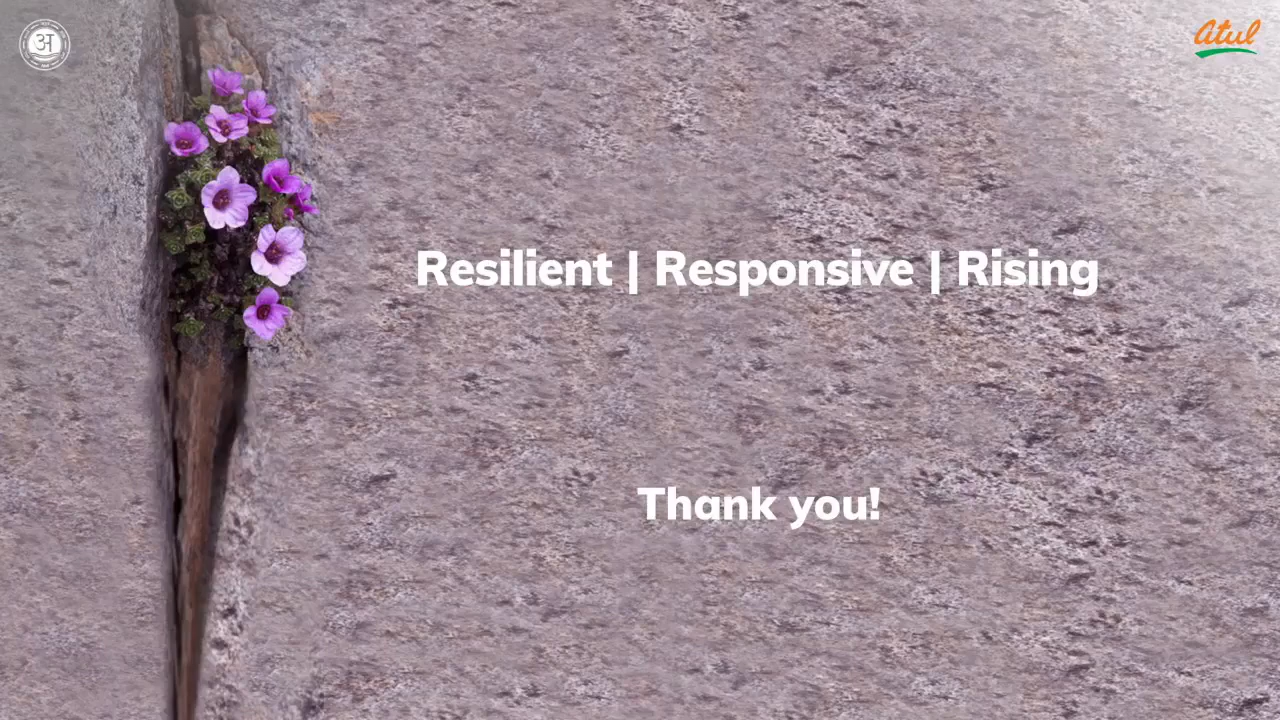 अ
atul
Resilient | Responsive | Rising
Thank you!